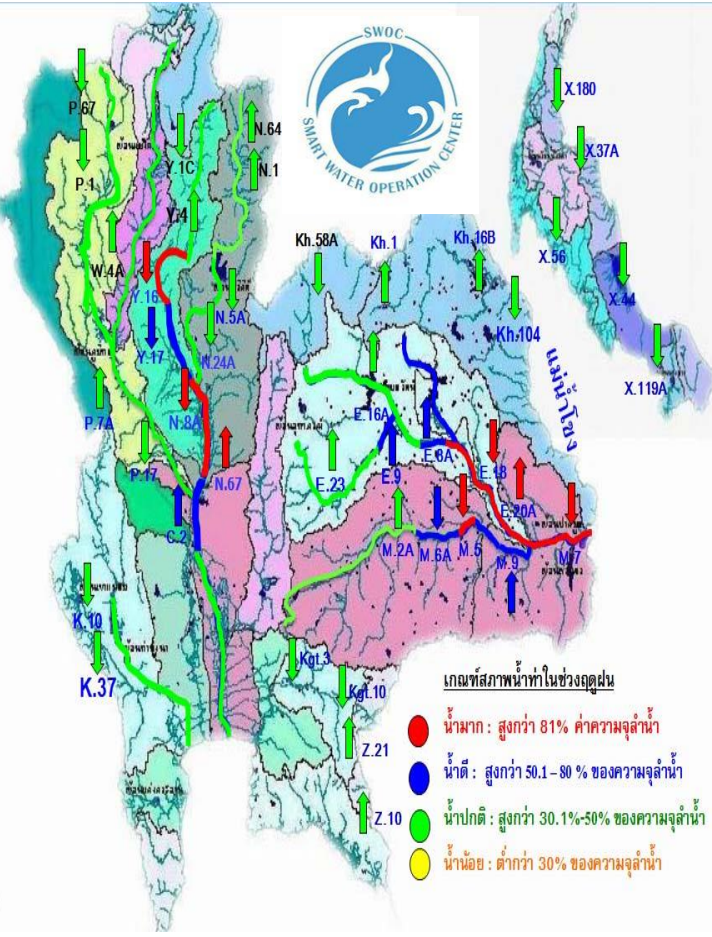 SWOC
SMART WATER OPERATION CENTER
P.67
P.1
Y.1C
N.64
N.1
Y.4
W.4A
Y.16
Y.17
N.5A
N.24A
N.8A
P.7A
P.17
N.67
C.2
K.10
K.37
Kh.58A
Kh.1
Kh.16B
Kh.104
แม่น้ำโขง
E.16A
E.23
E.9
E.8A
E.18
E.20A
M.2A
M.6A
M.5
M.9
M.7
Kgt.3
Kgt.10
Z.21
Z.10
X.180
X.37A
X.56
X.44
X.119A
เกณฑ์สภาพน้ำท่าในช่วงฤดูฝน
น้ำมาก : สูงกว่า 81% ค่าความจุลำน้ำ
น้ำดี : สูงกว่า 50.1 – 80 % ของความจุลำน้ำ
น้ำปกติ : สูงกว่า 30.1%-50% ของความจุลำน้ำ
น้ำน้อย : ต่ำกว่า 30% ของความจุลำน้ำ